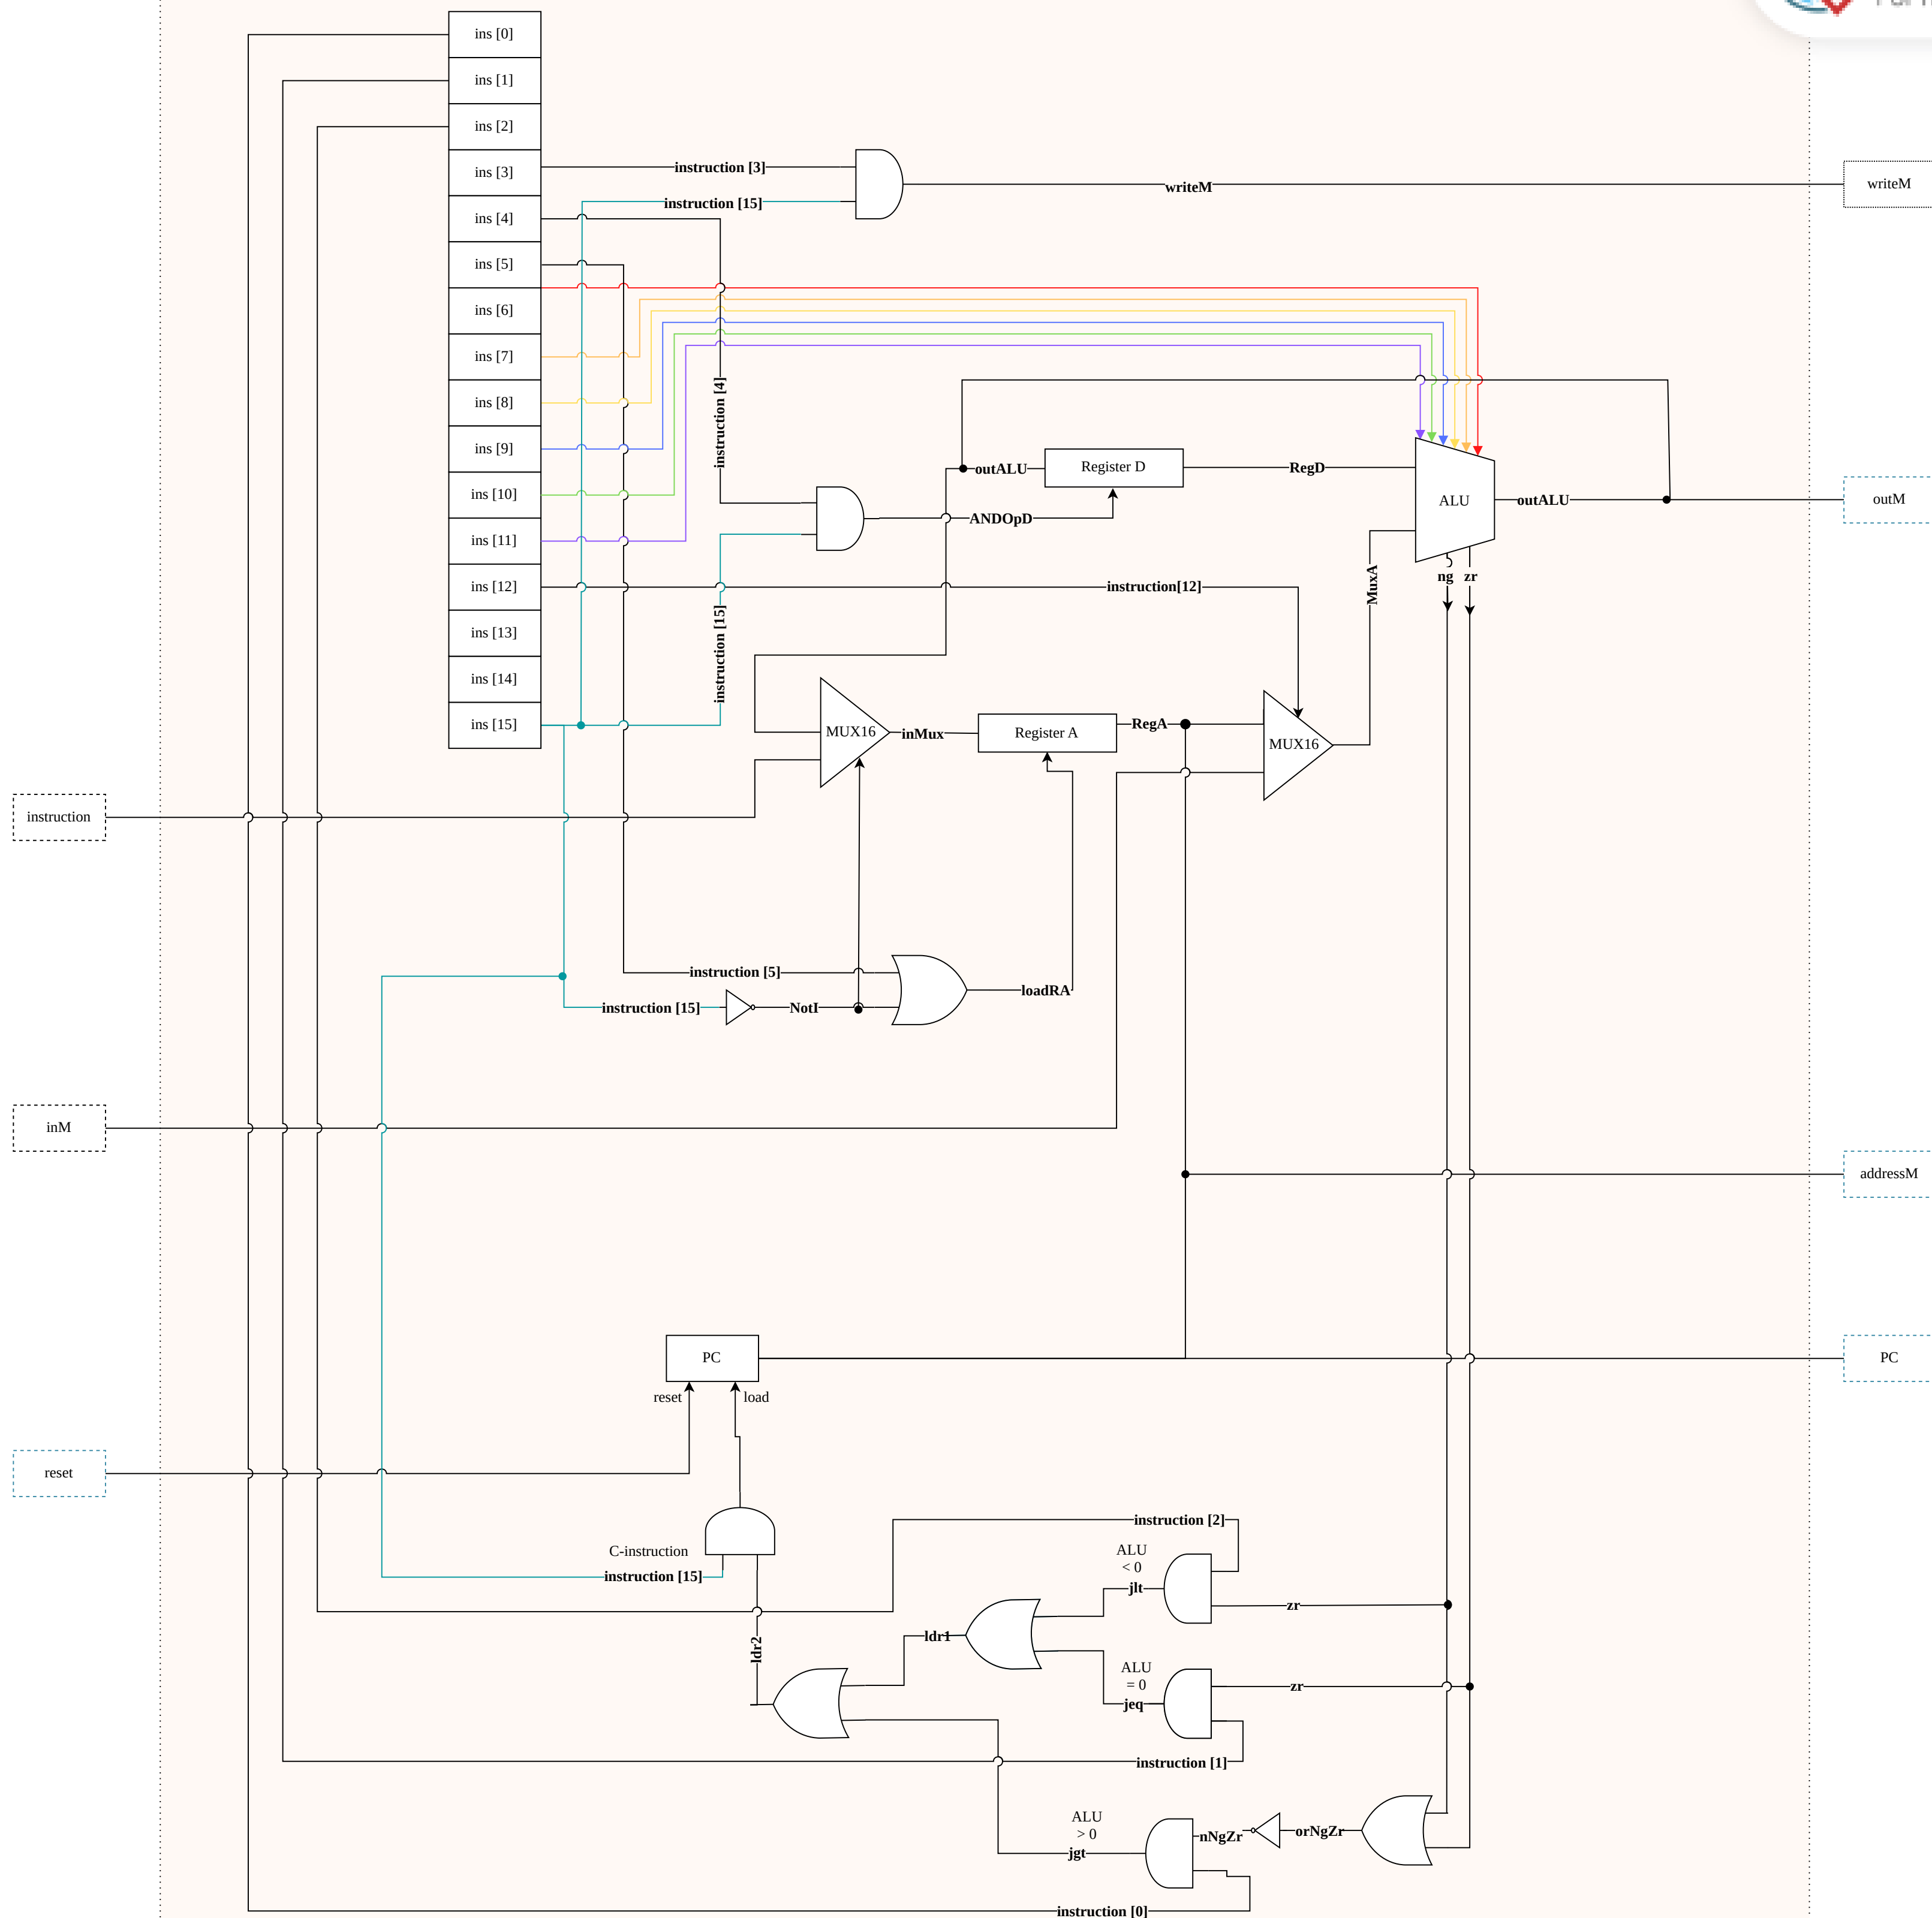 ins [0]
ins [1]
ins [2]
ins [3]
instruction [3]
writeM
writeM
instruction [15]
ins [4]
ins [5]
ins [6]
ins [7]
ins [8]
instruction [4]
ins [9]
outALU
Register D
RegD
ins [10]
ALU
outALU
outM
ANDOpD
ins [11]
ng
zr
ins [12]
instruction[12]
MuxA
ins [13]
instruction [15]
ins [14]
ins [15]
MUX16
inMux
Register A
RegA
MUX16
instruction
instruction [5]
loadRA
instruction [15]
NotI
inM
addressM
PC
PC
reset
load
reset
instruction [2]
C-instruction
ALU
< 0
instruction [15]
jlt
zr
ldr2
ldr1
ALU
= 0
zr
jeq
instruction [1]
ALU
> 0
nNgZr
orNgZr
jgt
instruction [0]